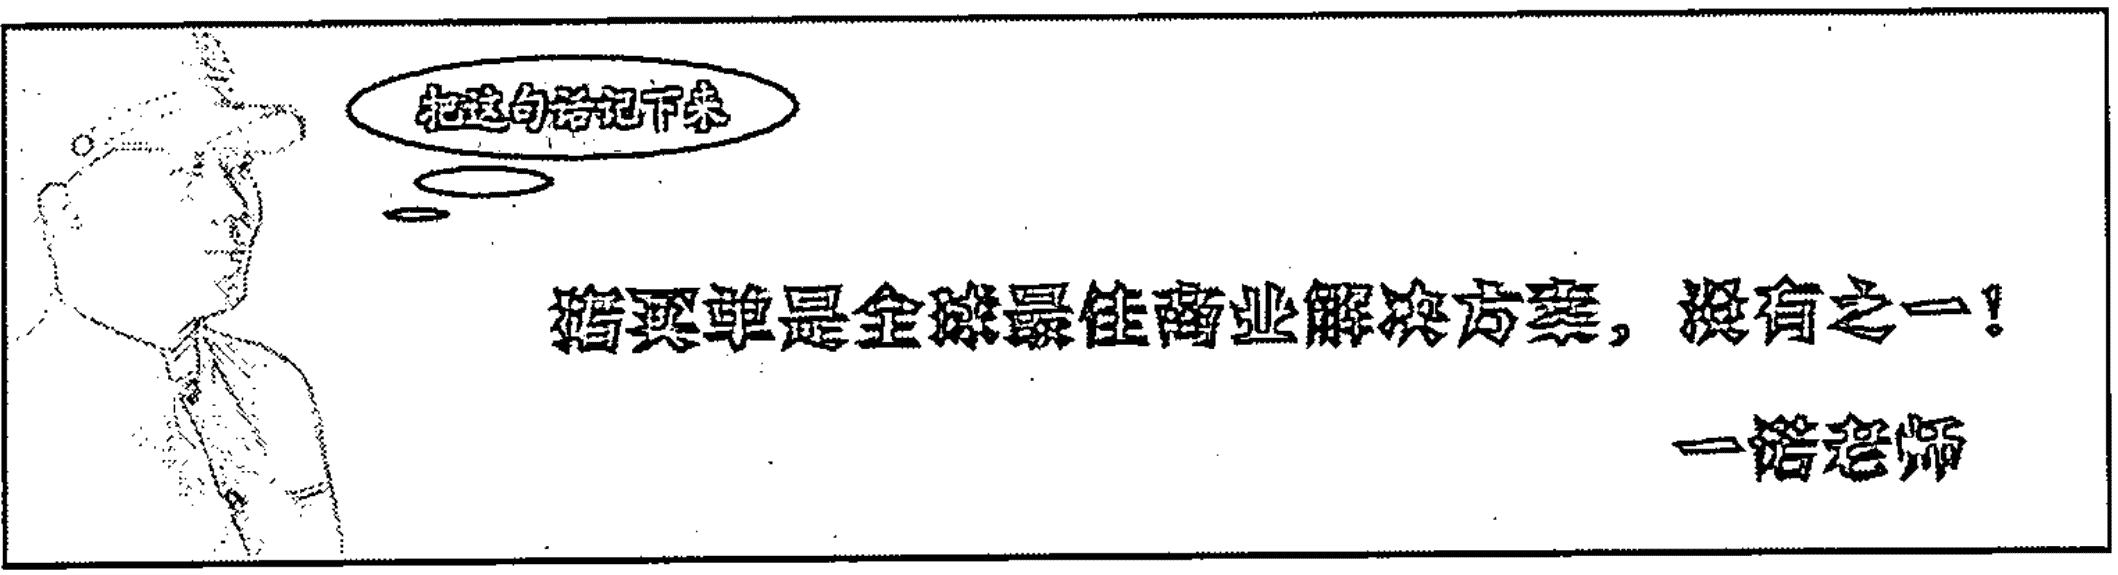 把这句话记下来
买单是全球最佳商业解决方案，没有之一！
一诺老师